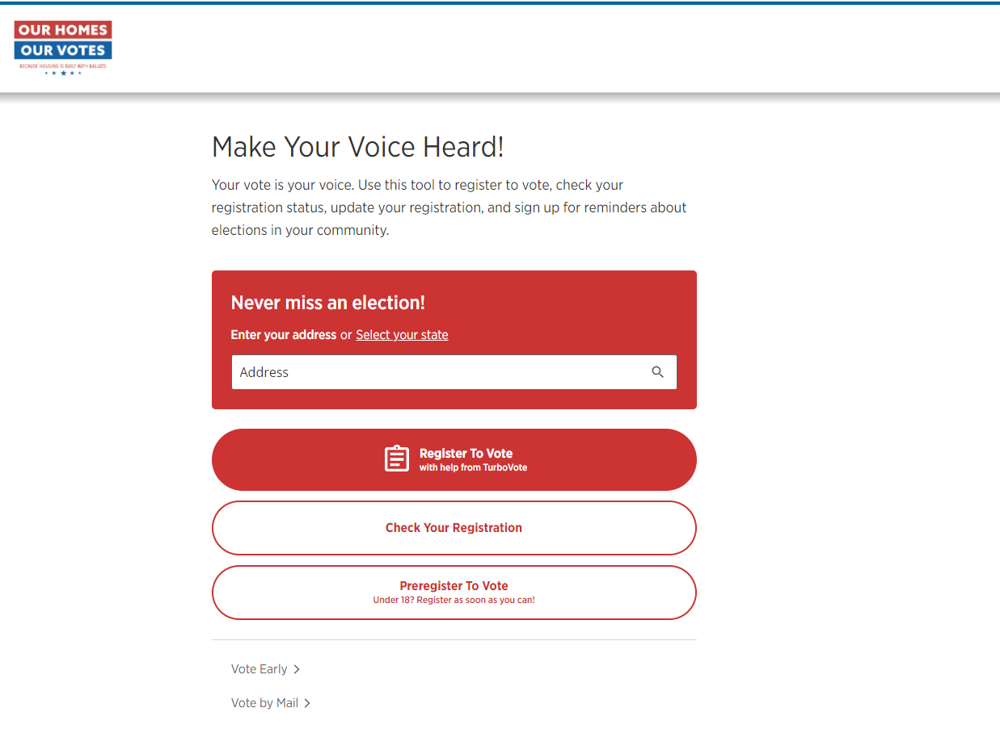 OUR HOMES
OUR VOTES
BECAUSE HOUSING IS BUILT WITH BALLOTS
Make Your Voice Heard!
Your vote is your voice. Use this tool to register to vote, check your
registration status, update your registration, and sign up for reminders about
elections in your community.
Never miss an election!
Enter your address or Select your state
Address
Register To Vote
with help from TurboVote
Check Your Registration
Preregister To Vote
Under 18? Register as soon as you can!
Vote Early
Vote by Mail